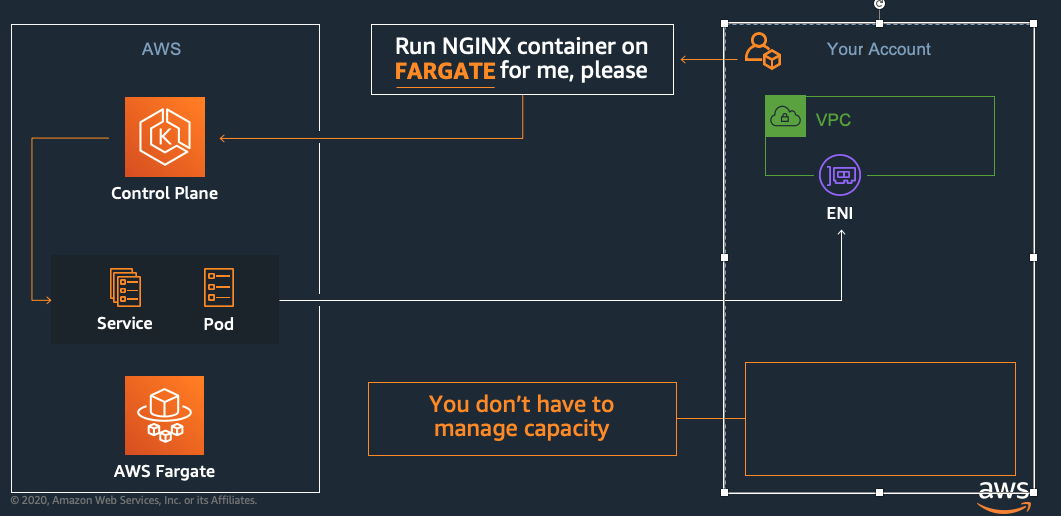 AWS
Run NGINX container on
FARGATE for me, please
Your Account
K
Control Plane
VPC
ENI
Service
Pod
You don’t have to
manage capacity
AWS Fargate
© 2020, Amazon Web Services, Inc. or its Affiliates.
aws